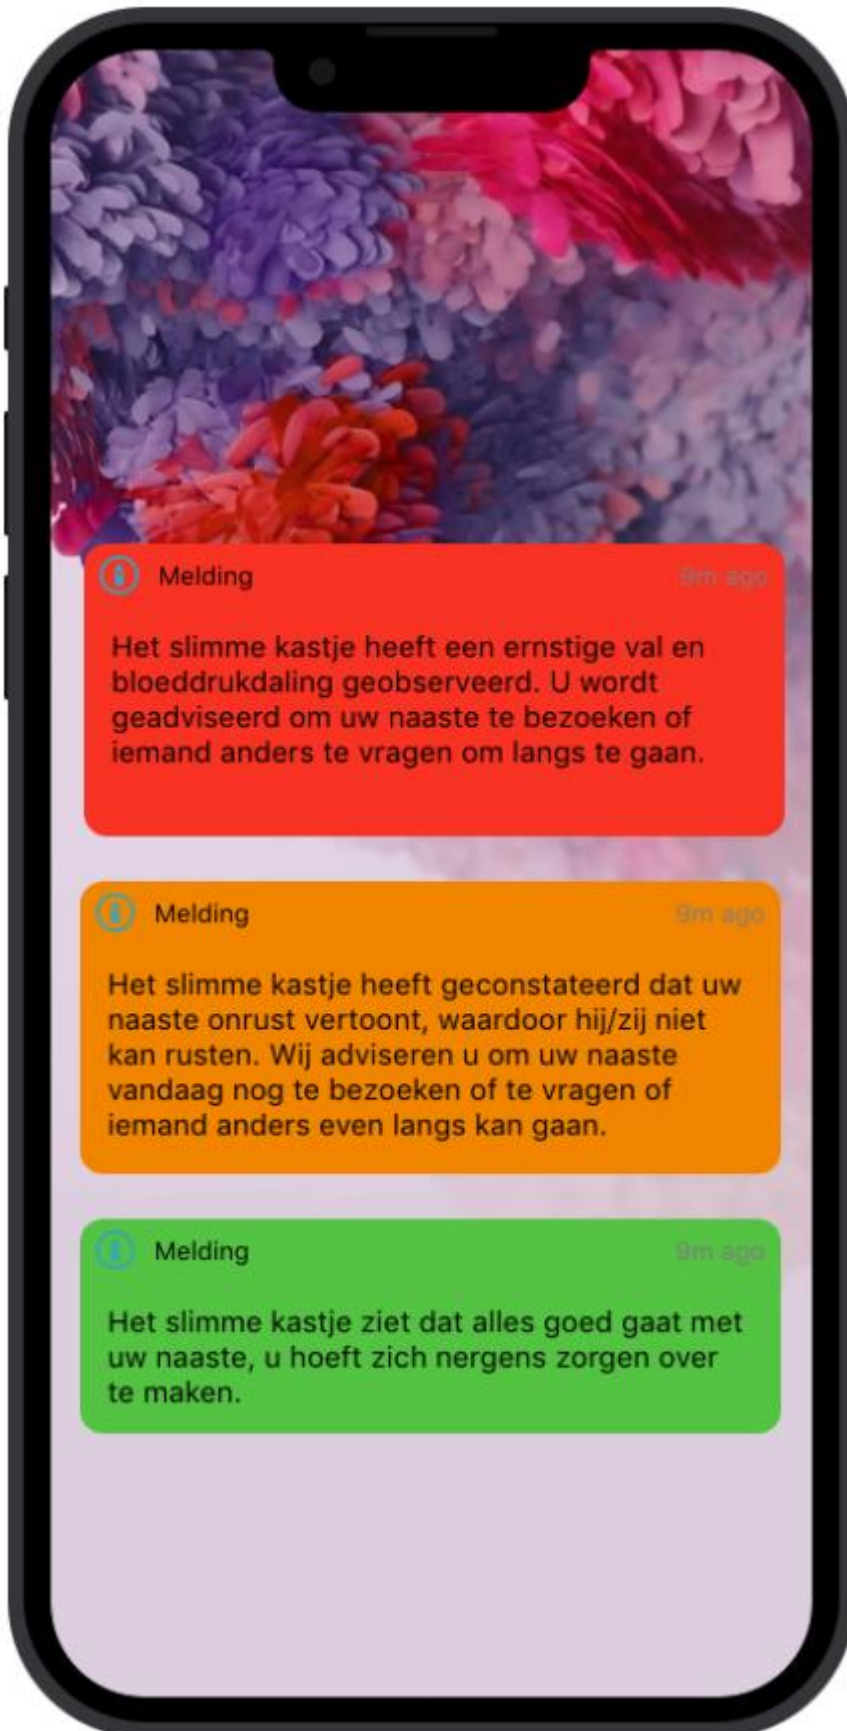 Melding
9m ago
Het slimme kastje heeft een ernstige val en
bloeddrukdaling geobserveerd. U wordt
geadviseerd om uw naaste te bezoeken of
iemand anders te vragen om langs te gaan.
Melding
9m ago
Het slimme kastje heeft geconstateerd dat uw
naaste onrust vertoont, waardoor hij/zij niet
kan rusten. Wij adviseren u om uw naaste
vandaag nog te bezoeken of te vragen of
iemand anders even langs kan gaan.
Melding
9m ago
Het slimme kastje ziet dat alles goed gaat met
uw naaste, u hoeft zich nergens zorgen over
te maken.